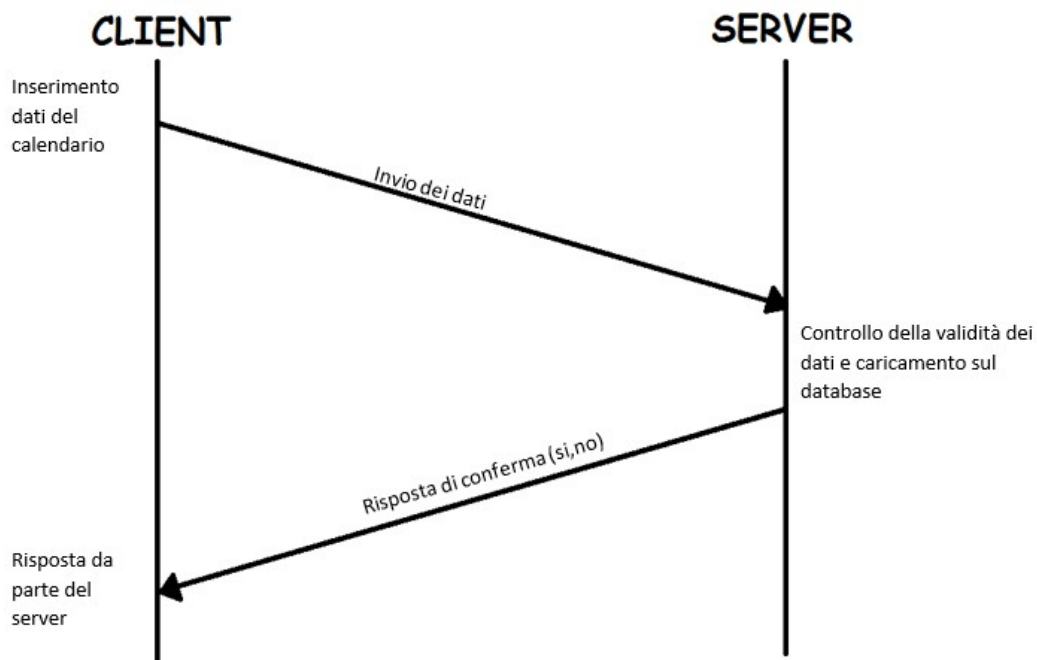 CLIENT
SERVER
Inserimento
dati del
calendario
Invio dei dati
Controllo della validità dei
dati e caricamento sul
database
Risposta di conferma (si,no)
Risposta da
parte del
server